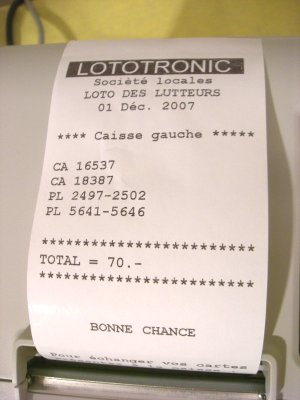 LOTOTRONIC
Société locales
LOTO DES LUTTEURS
01 Déc. 2007
**** Caisse gauche *****
CA 16537
CA 18387
PL 2497-2502
PL 5641-5646
*************************
TOTAL = 70.-
*************************
BONNE CHANCE
Pour échanger vos cartes